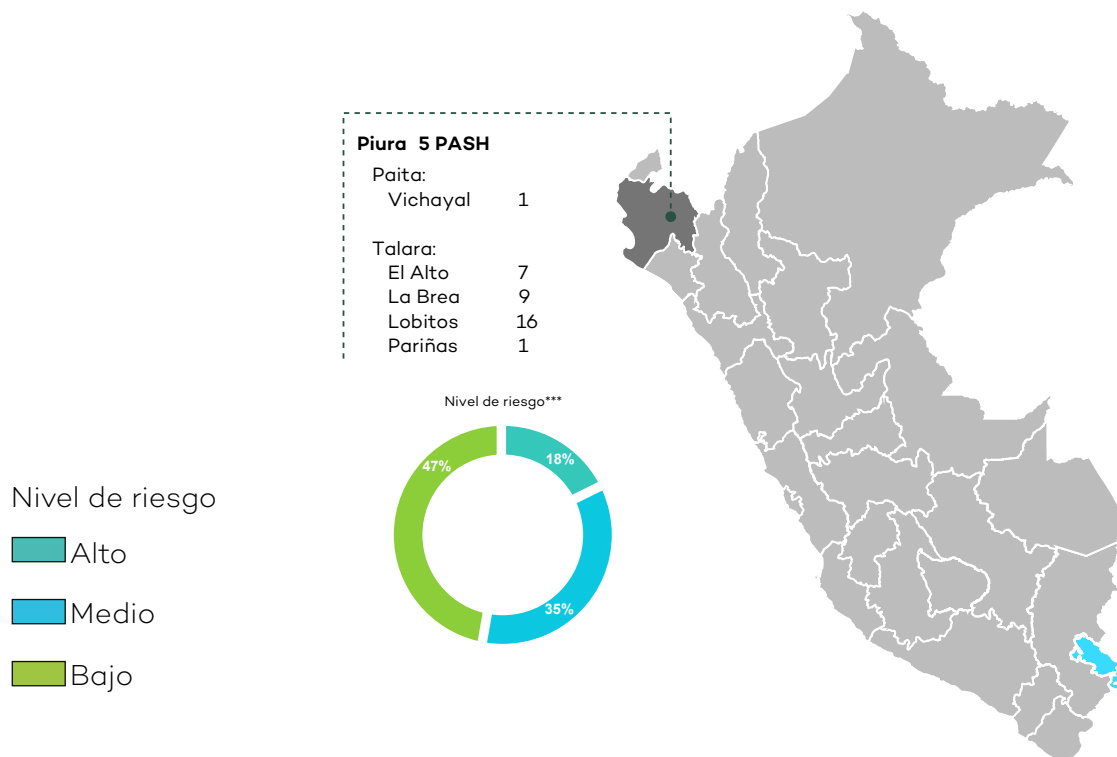 Piura 5 PASH
Paita:
Vichayal 1
Talara:
El Alto 7
La Brea 9
Lobitos 16
Pariñas 1
Nivel de riesgo***
47%
18%
35%
Nivel de riesgo
Alto
Medio
Bajo